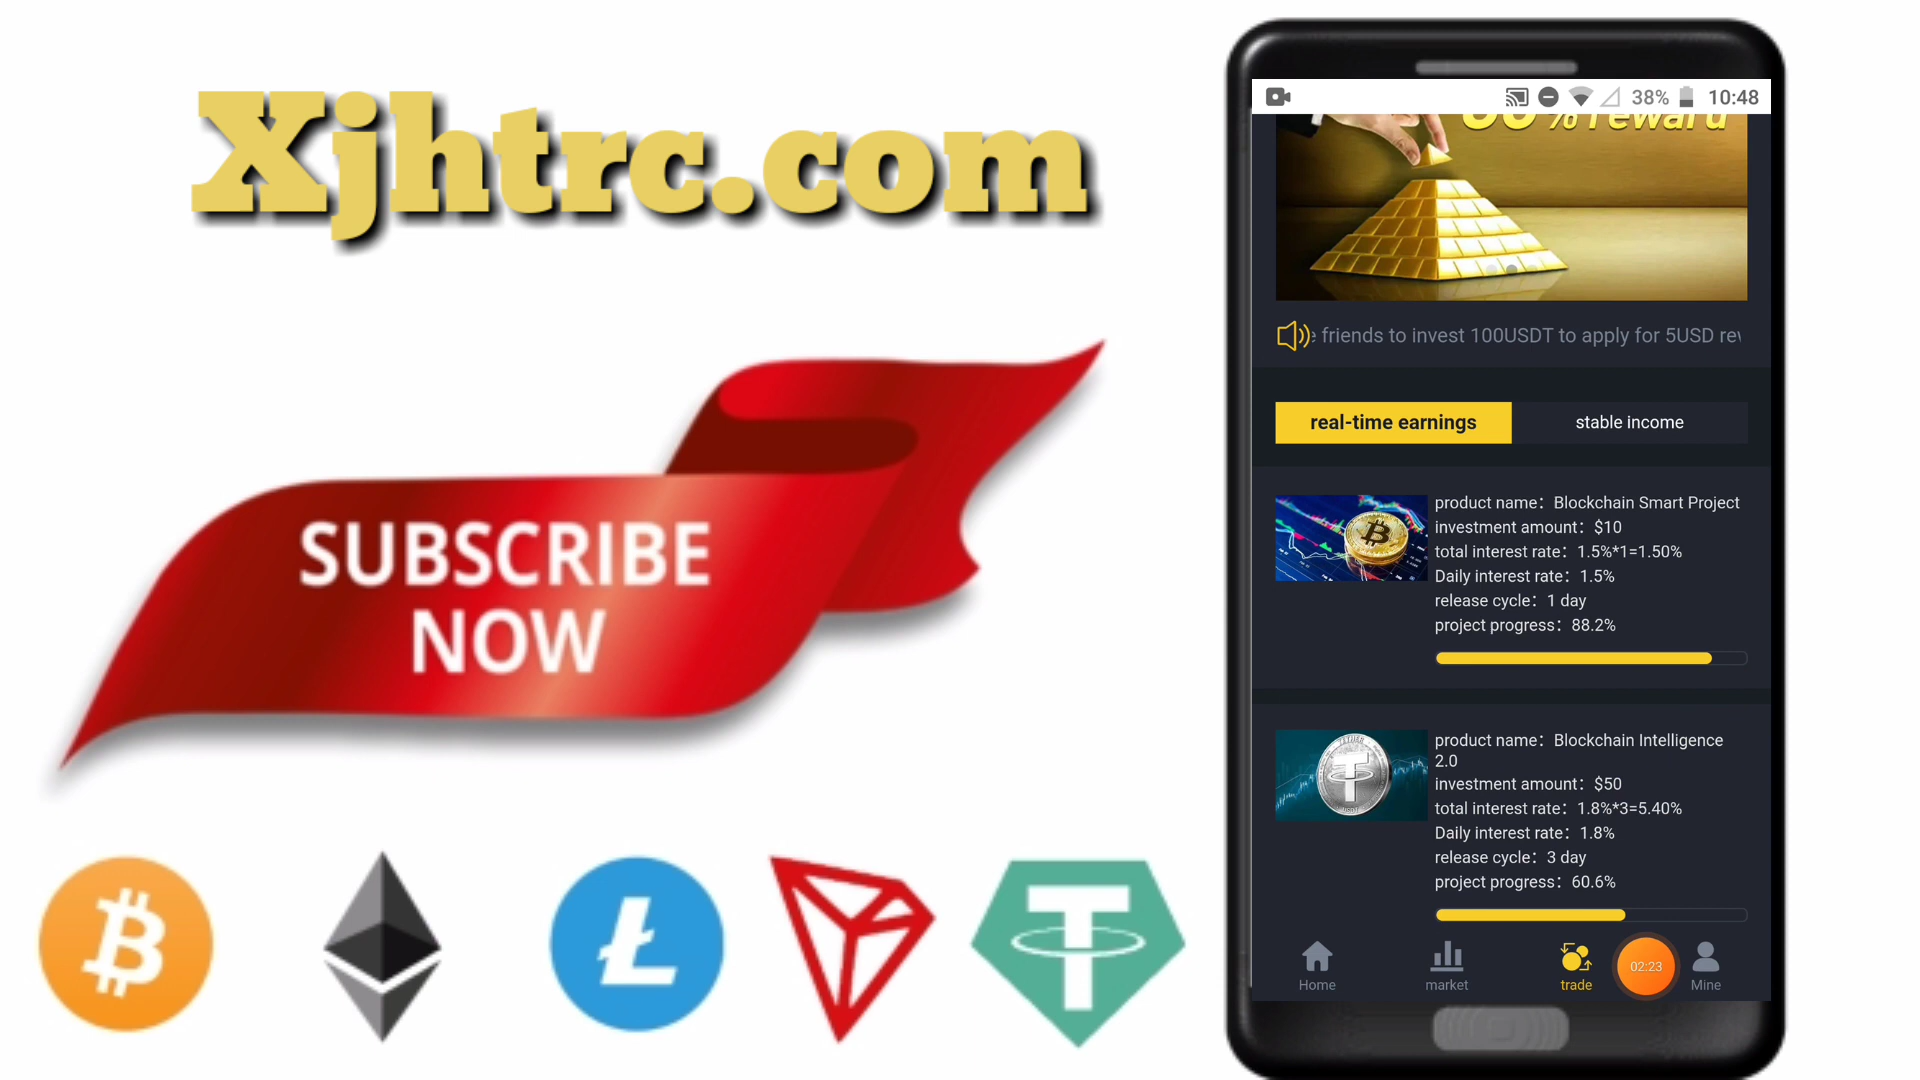 Xjhtrc.com
SUBSCRIBE
NOW
38%
10:48
% reward
friends to invest 100USDT to apply for 5USD
real-time earnings
stable income
product name：Blockchain Smart Project
investment amount：$10
total interest rate：1.5%*1=1.50%
Daily interest rate：1.5%
release cycle：1 day
project progress：88.2%
product name：Blockchain Intelligence
2.0
investment amount：$50
total interest rate：1.8%*3=5.40%
Daily interest rate：1.8%
release cycle：3 day
project progress：60.6%
Home
market
trade
02:23
Mine